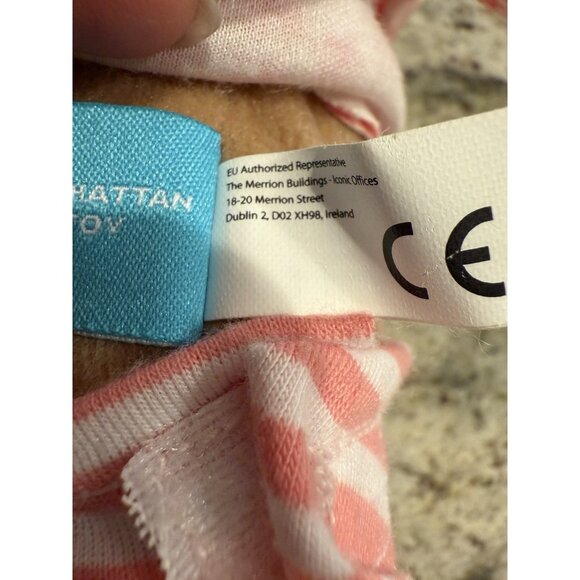 HATTAN
TOY
EU Authorized Representative
The Merrion Buildings - Iconic Offices
18-20 Merrion Street
Dublin 2, D02 XH98, Ireland
CE